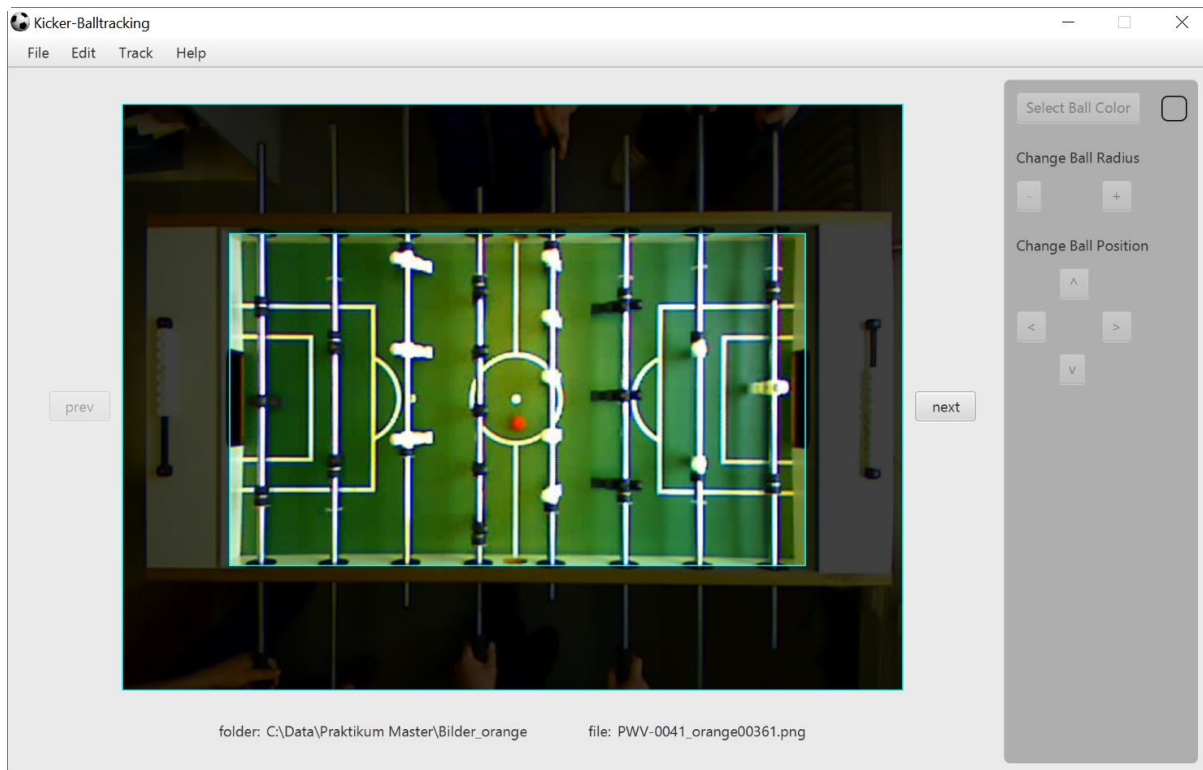 Kicker-Balltracking
File Edit Track Help
Select Ball Color
Change Ball Radius
- +
Change Ball Position
^
< >
v
prev
next
folder: C:\Data\Praktikum Master\Bilder_orange file: PWV-0041_orange00361.png